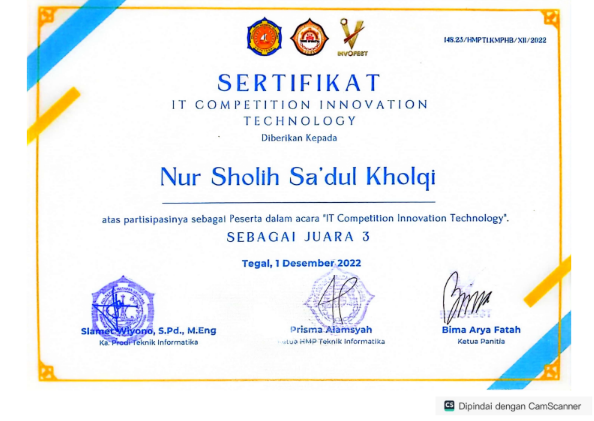 INVOFEST
148.23/HMPTI.KMPHB/XII/2022
SERTIFIKAT
IT COMPETITION INNOVATION
TECHNOLOGY
Diberikan Kepada
Nur Sholih Sa'dul Kholqi
atas partisipasinya sebagai Peserta dalam acara "IT Competition Innovation Technology".
SEBAGAI JUARA 3
Tegal, 1 Desember 2022
Slamet Wiyono, S.Pd., M.Eng
Ka. Prodi Teknik Informatika
Prisma Alamsyah
Ketua HMP Teknik Informatika
Bima Arya Fatah
Ketua Panitia
CS Dipindai dengan CamScanner